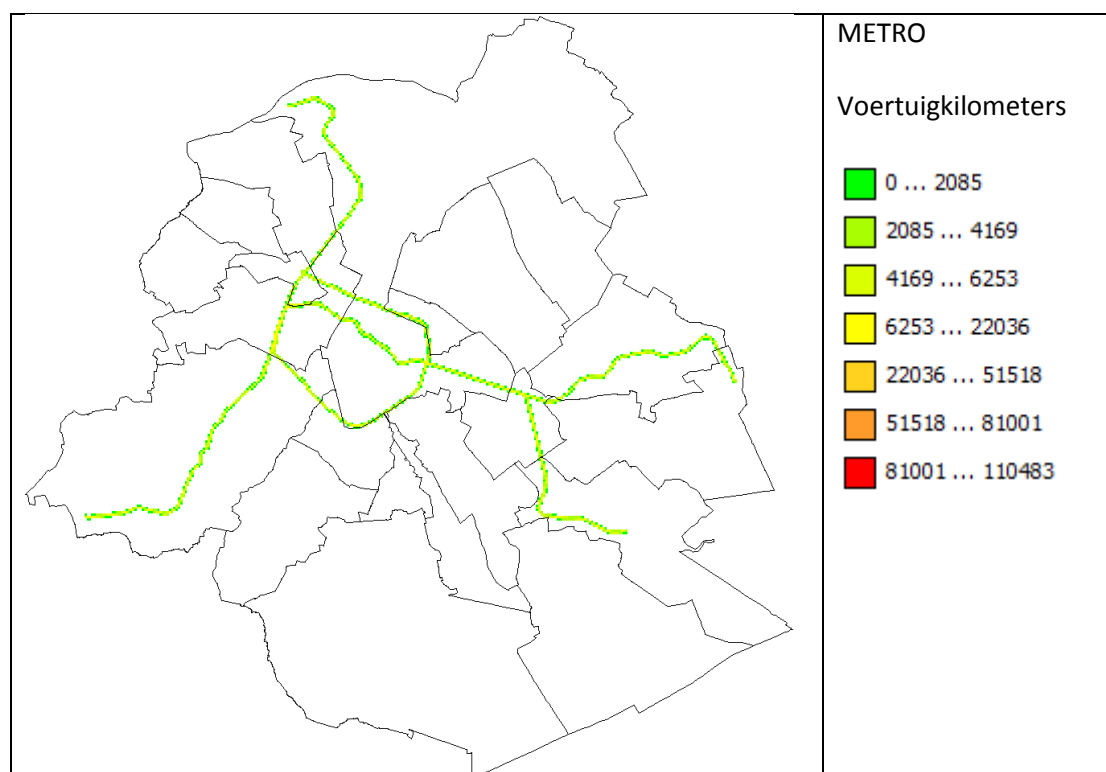 METRO
Voertuigkilometers
0 ... 2085
2085 ... 4169
4169 ... 6253
6253 ... 22036
22036 ... 51518
51518 ... 81001
81001 ... 110483